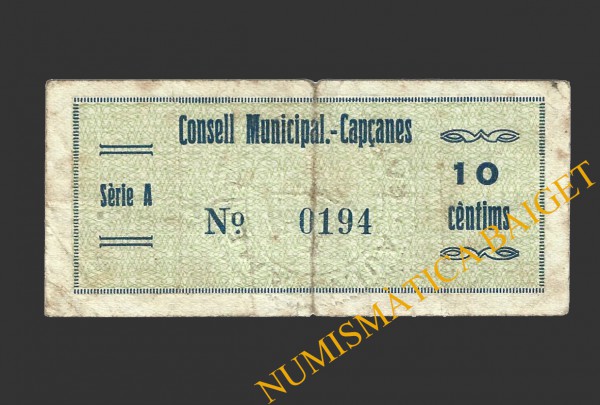 Consell Municipal.-Capçanes
Sèrie A
Nº 0194
10
cèntims
NUMISMÀTICA BAIGET